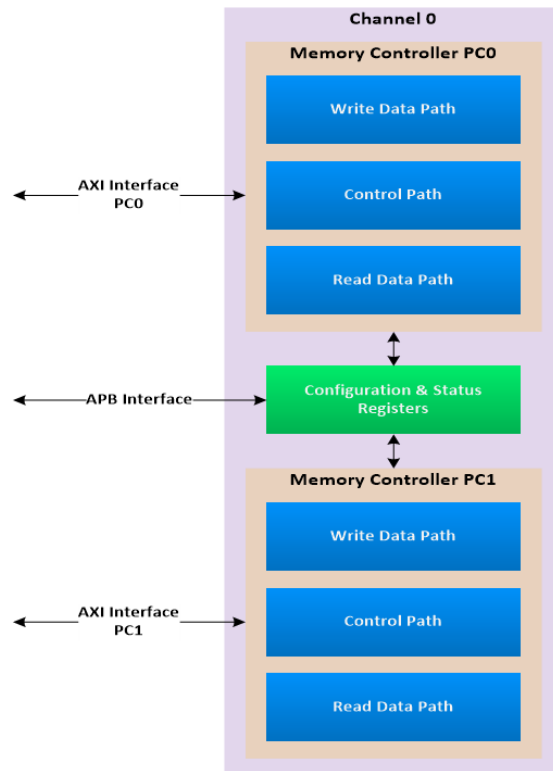 Channel 0
Memory Controller PC0
Write Data Path
AXI Interface
PC0
Control Path
Read Data Path
APB Interface
Configuration & Status
Registers
Memory Controller PC1
Write Data Path
AXI Interface
PC1
Control Path
Read Data Path